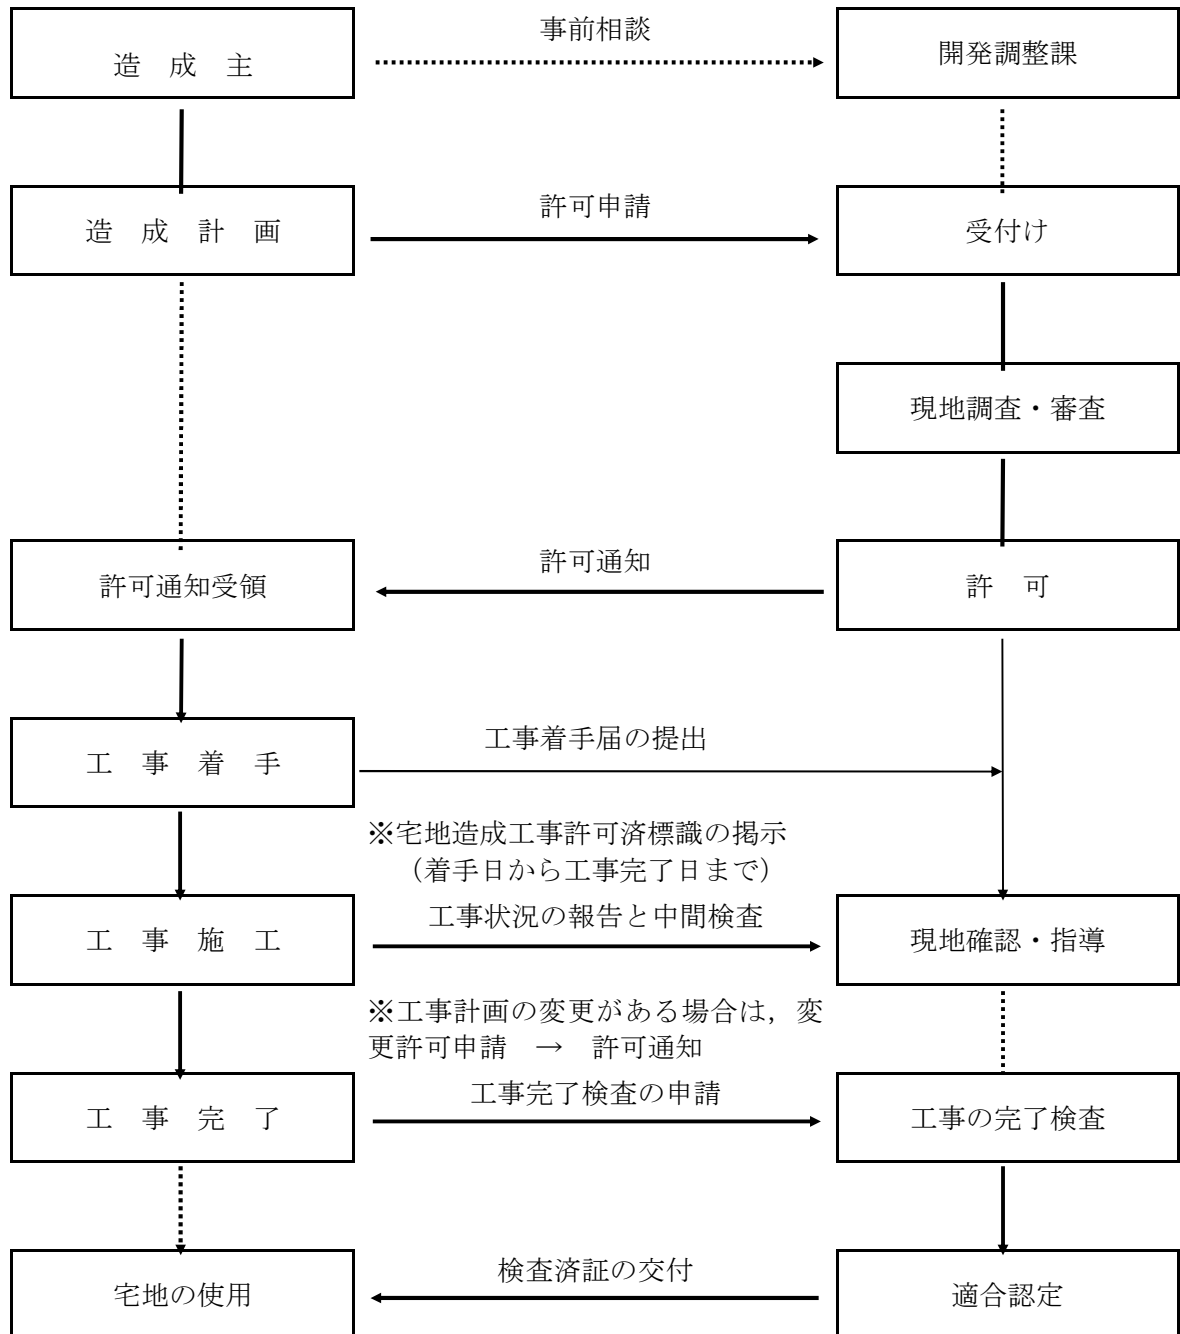 事前相談
造　成　主
開発調整課
許可申請
造　成　計　画
受付け
現地調査・審査
許可通知
許可通知受領
許　可
工事着手届の提出
工　事　着　手
※宅地造成工事許可済標識の掲示
（着手日から工事完了日まで）
工事状況の報告と中間検査
工　事　施　工
現地確認・指導
※工事計画の変更がある場合は，変
更許可申請　→　許可通知
工事完了検査の申請
工　事　完　了
工事の完了検査
検査済証の交付
宅地の使用
適合認定